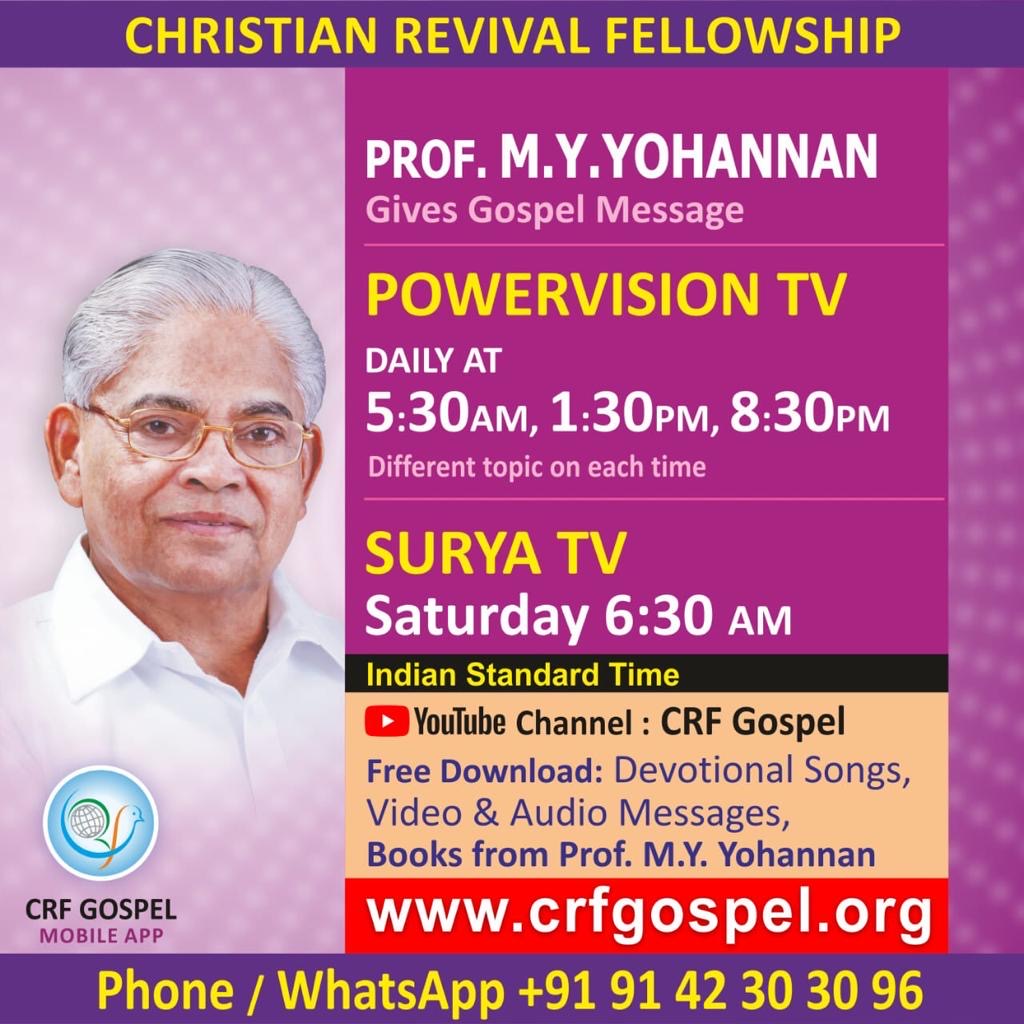 CHRISTIAN REVIVAL FELLOWSHIP
PROF. M.Y.YOHANNAN
Gives Gospel Message
POWERVISION TV
DAILY AT
5:30AM, 1:30PM, 8:30PM
Different topic on each time
SURYA TV
Saturday 6:30 AM
Indian Standard Time
YouTube Channel : CRF Gospel
Free Download: Devotional Songs,
Video & Audio Messages,
Books from Prof. M.Y. Yohannan
www.crfgospel.org
CRF GOSPEL
MOBILE APP
Phone / WhatsApp +91 91 42 30 30 96